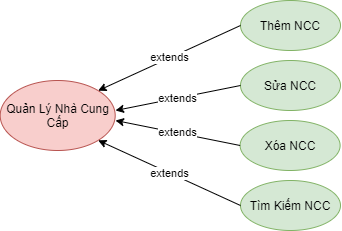 Thêm NCC
extends
Sửa NCC
Quản Lý Nhà Cung
Cấp
extends
extends
Xóa NCC
extends
Tìm Kiếm NCC